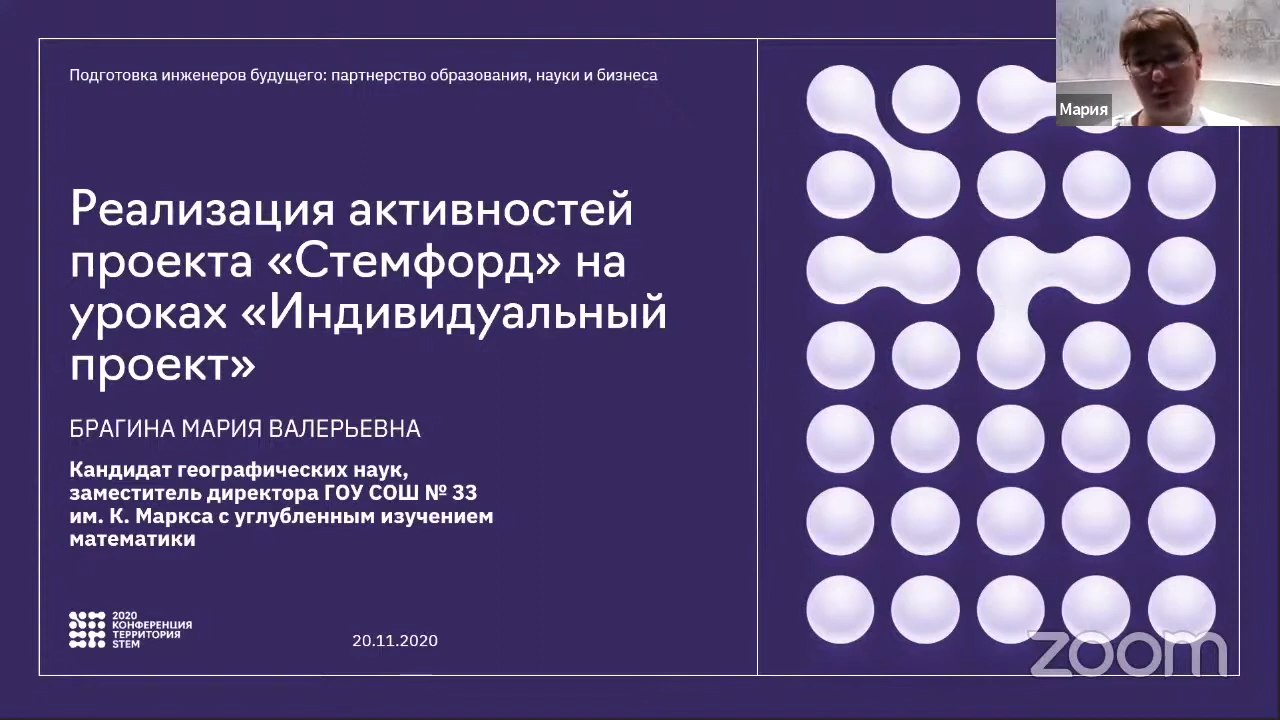 Подготовка инженеров будущего: партнерство образования, науки и бизнеса
Мария
Реализация активностей
проекта «Стемфорд» на
уроках «Индивидуальный
проект»
БРАГИНА МАРИЯ ВАЛЕРЬЕВНА
Кандидат географических наук,
заместитель директора ГОУ СОШ № 33
им. К. Маркса с углубленным изучением
математики
2020
КОНФЕРЕНЦИЯ
ТЕРРИТОРИЯ
STEM
20.11.2020
zoom